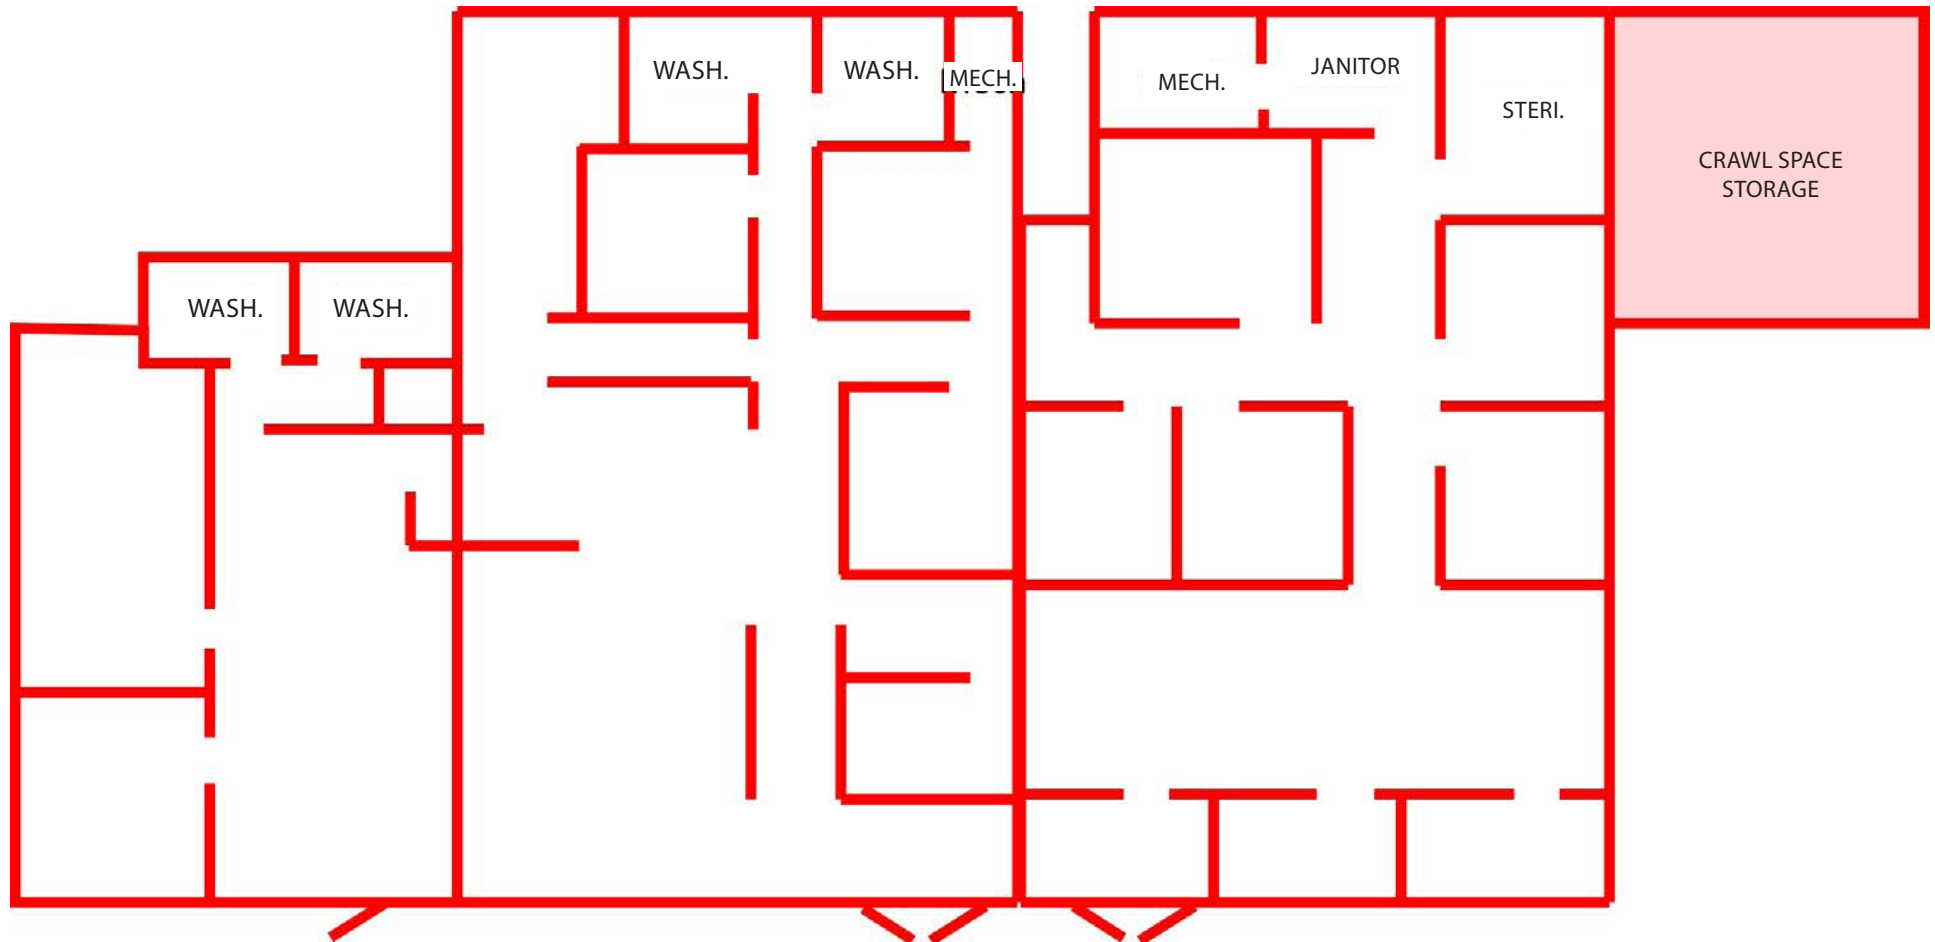 WASH.
WASH.
MECH.
MECH.
JANITOR
STERI.
CRAWL SPACE
STORAGE
WASH.
WASH.